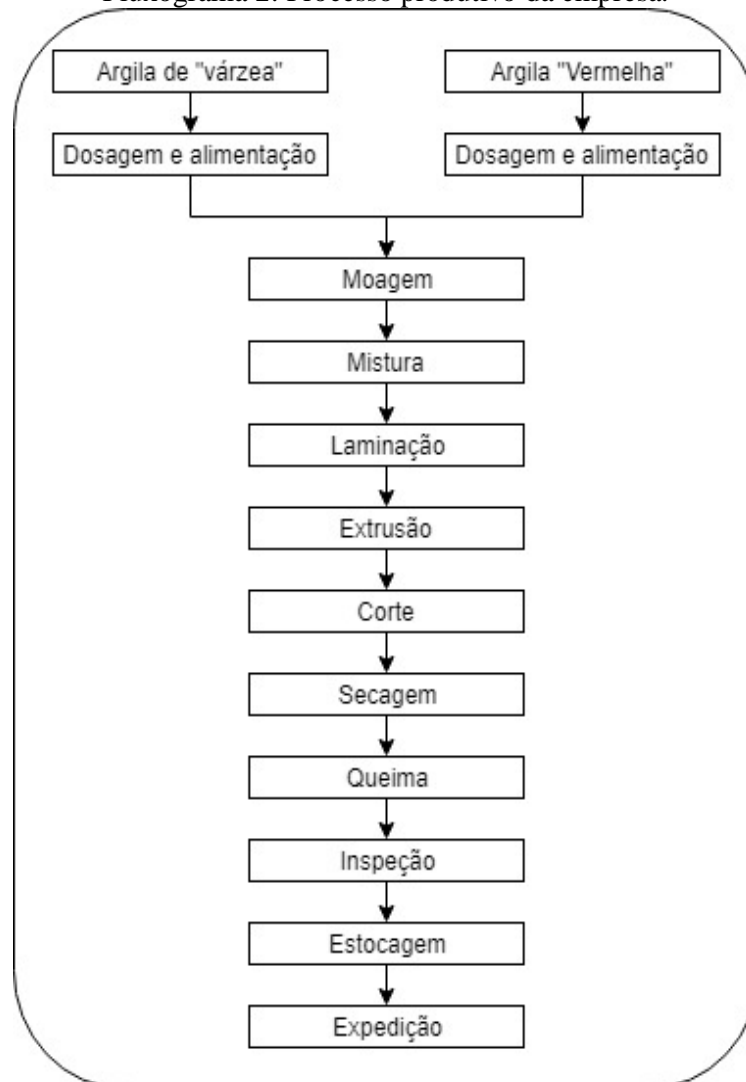 Fluxograma 2: Processo produtivo da empresa.
Argila de "várzea"
Argila "Vermelha"
Dosagem e alimentação
Dosagem e alimentação
Moagem
Mistura
Laminação
Extrusão
Corte
Secagem
Queima
Inspeção
Estocagem
Expedição